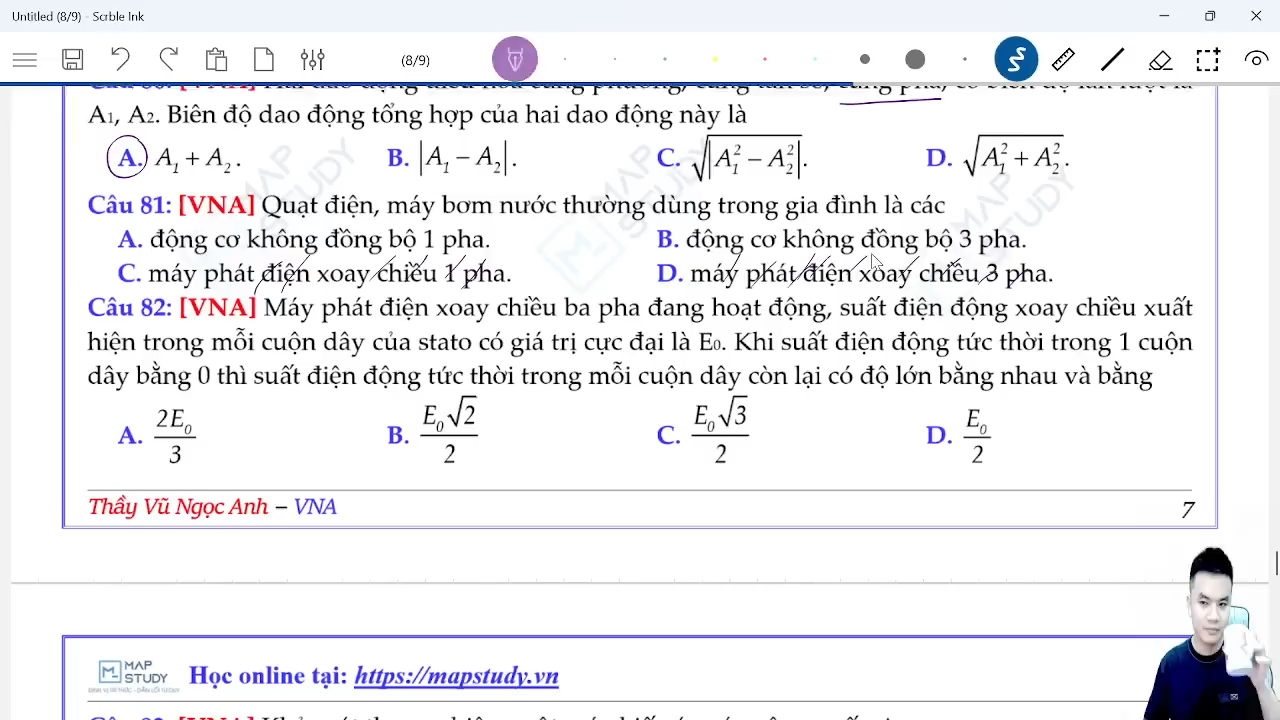 Untitled (8/9) - Scrble Ink
(8/9)
A₁, A₂. Biên độ dao động tổng hợp của hai dao động này là
A. A₁ + A₂. B. |A₁ − A₂|. C. √|A₁² − A₂²|. D. √(A₁² + A₂²).
Câu 81: [VNA] Quạt điện, máy bơm nước thường dùng trong gia đình là các
A. động cơ không đồng bộ 1 pha. B. động cơ không đồng bộ 3 pha.
C. máy phát điện xoay chiều 1 pha. D. máy phát điện xoay chiều 3 pha.
Câu 82: [VNA] Máy phát điện xoay chiều ba pha đang hoạt động, suất điện động xoay chiều xuất
hiện trong mỗi cuộn dây của stato có giá trị cực đại là E₀. Khi suất điện động tức thời trong 1 cuộn
dây bằng 0 thì suất điện động tức thời trong mỗi cuộn dây còn lại có độ lớn bằng nhau và bằng
A. 2E₀/3 B. E₀√2/2 C. E₀√3/2 D. E₀/2
Thầy Vũ Ngọc Anh – VNA 7
MAP STUDY Học online tại: https://mapstudy.vn